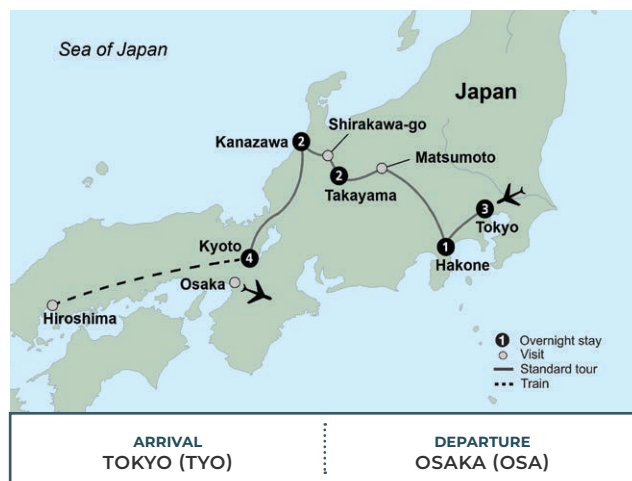 Sea of Japan
Japan
Shirakawa-go
Kanazawa
2
Matsumoto
2
Takayama
3
Tokyo
Kyoto
4
1
Hakone
Osaka
Hiroshima
1 Overnight stay
Visit
Standard tour
Train
ARRIVAL
TOKYO (TYO)
DEPARTURE
OSAKA (OSA)